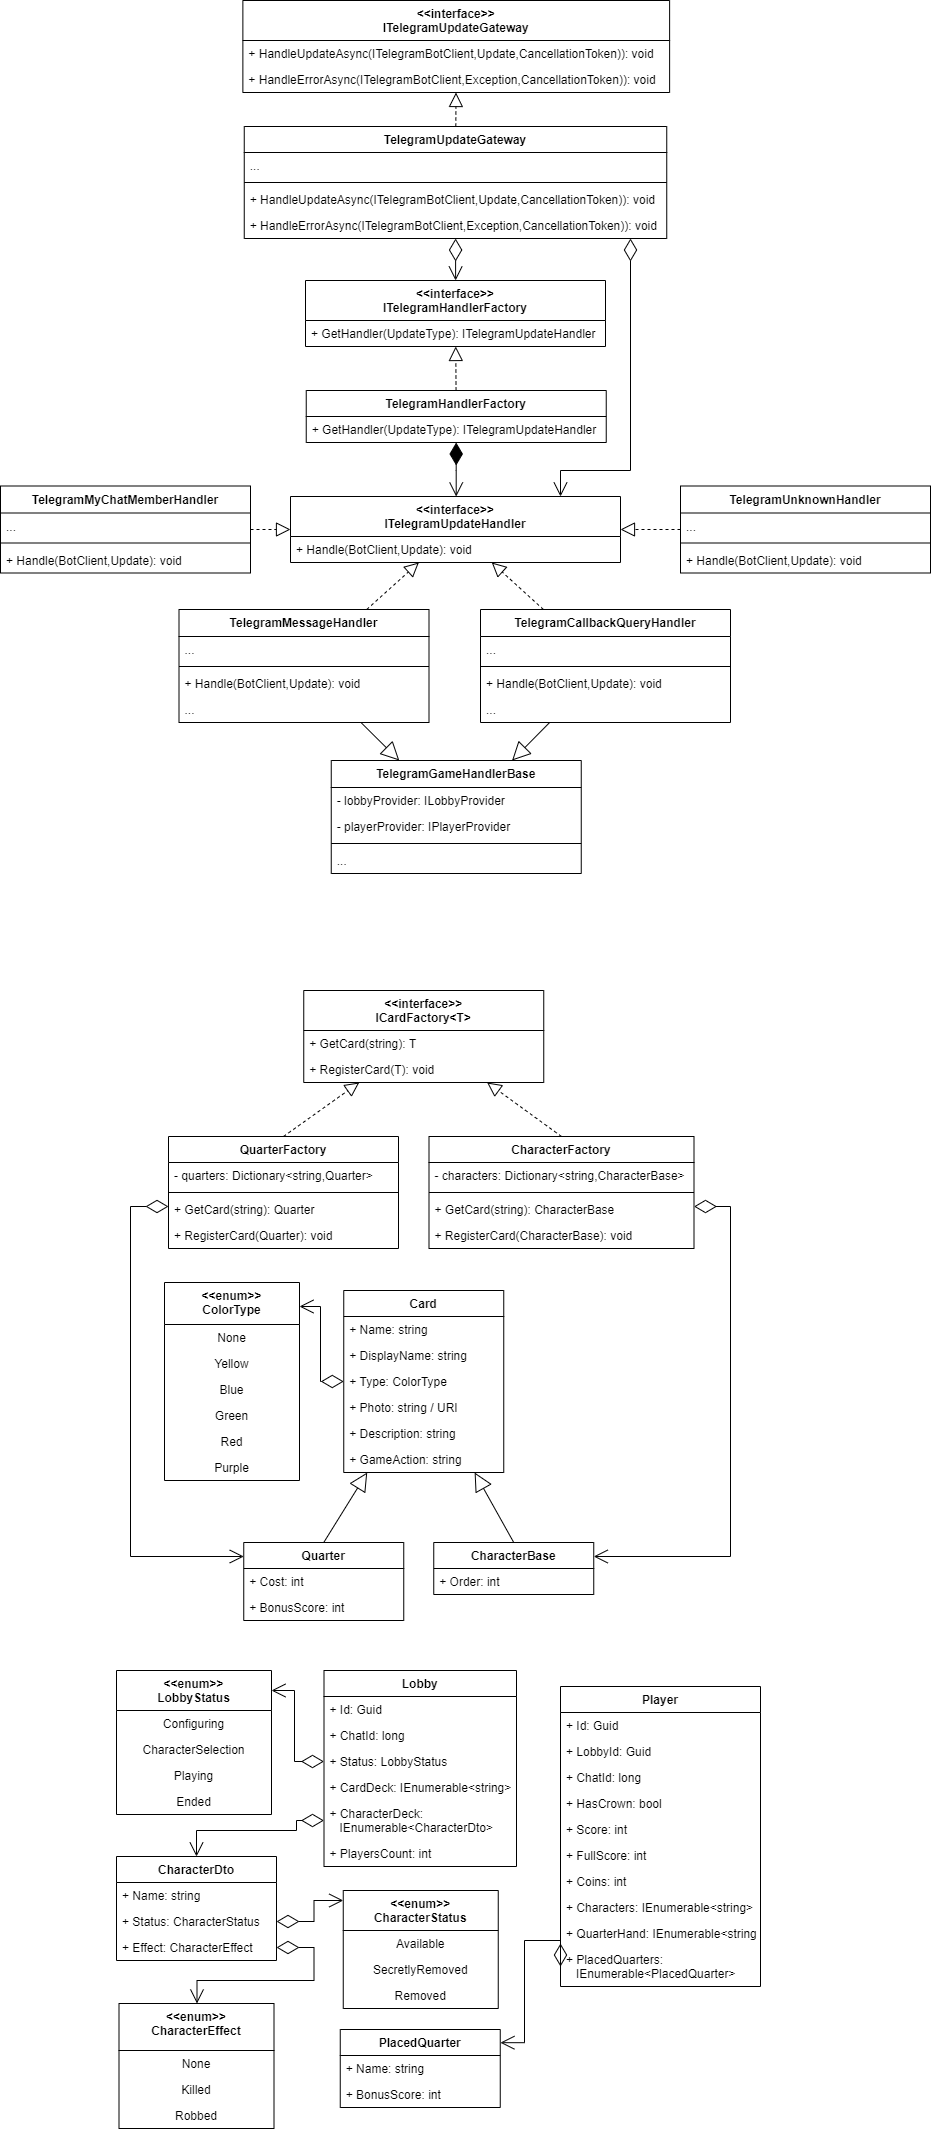 <<interface>>
ITelegramUpdateGateway
+ HandleUpdateAsync(ITelegramBotClient,Update,CancellationToken)): void
+ HandleErrorAsync(ITelegramBotClient,Exception,CancellationToken)): void
TelegramUpdateGateway
...
+ HandleUpdateAsync(ITelegramBotClient,Update,CancellationToken)): void
+ HandleErrorAsync(ITelegramBotClient,Exception,CancellationToken)): void
<<interface>>
ITelegramHandlerFactory
+ GetHandler(UpdateType): ITelegramUpdateHandler
TelegramHandlerFactory
+ GetHandler(UpdateType): ITelegramUpdateHandler
TelegramMyChatMemberHandler
...
+ Handle(BotClient,Update): void
<<interface>>
ITelegramUpdateHandler
+ Handle(BotClient,Update): void
TelegramUnknownHandler
...
+ Handle(BotClient,Update): void
TelegramMessageHandler
...
+ Handle(BotClient,Update): void
...
TelegramCallbackQueryHandler
...
+ Handle(BotClient,Update): void
...
TelegramGameHandlerBase
- lobbyProvider: ILobbyProvider
- playerProvider: IPlayerProvider
...
<<interface>>
ICardFactory<T>
+ GetCard(string): T
+ RegisterCard(T): void
QuarterFactory
- quarters: Dictionary<string,Quarter>
+ GetCard(string): Quarter
+ RegisterCard(Quarter): void
CharacterFactory
- characters: Dictionary<string,CharacterBase>
+ GetCard(string): CharacterBase
+ RegisterCard(CharacterBase): void
<<enum>>
ColorType
None
Yellow
Blue
Green
Red
Purple
Card
+ Name: string
+ DisplayName: string
+ Type: ColorType
+ Photo: string / URI
+ Description: string
+ GameAction: string
Quarter
+ Cost: int
+ BonusScore: int
CharacterBase
+ Order: int
<<enum>>
LobbyStatus
Configuring
CharacterSelection
Playing
Ended
Lobby
+ Id: Guid
+ ChatId: long
+ Status: LobbyStatus
+ CardDeck: IEnumerable<string>
+ CharacterDeck:
IEnumerable<CharacterDto>
+ PlayersCount: int
Player
+ Id: Guid
+ LobbyId: Guid
+ ChatId: long
+ HasCrown: bool
+ Score: int
+ FullScore: int
+ Coins: int
+ Characters: IEnumerable<string>
+ QuarterHand: IEnumerable<string
+ PlacedQuarters:
IEnumerable<PlacedQuarter>
CharacterDto
+ Name: string
+ Status: CharacterStatus
+ Effect: CharacterEffect
<<enum>>
CharacterStatus
Available
SecretlyRemoved
Removed
<<enum>>
CharacterEffect
None
Killed
Robbed
PlacedQuarter
+ Name: string
+ BonusScore: int